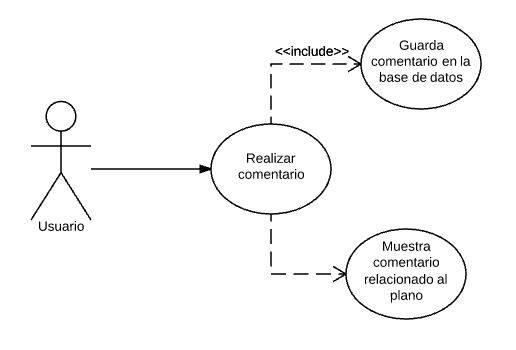 <<include>>
Guarda
comentario en la
base de datos
Realizar
comentario
Usuario
Muestra
comentario
relacionado al
plano